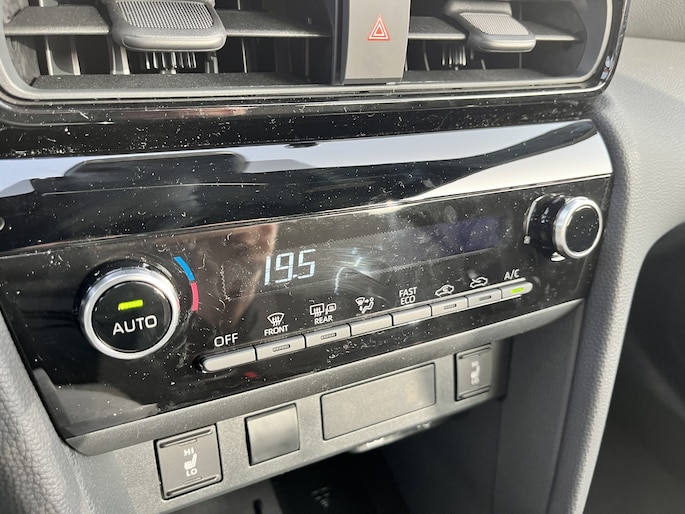 19.5
AUTO
OFF
FRONT
REAR
FAST
ECO
A/C
HI
LO